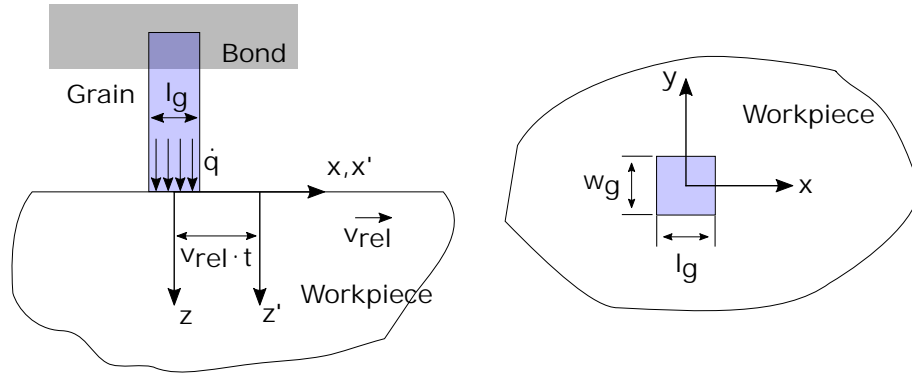 Bond
Grain
lg
q̇
x,x'
vrel
vrel·t
Workpiece
z
z'
y
Workpiece
wg
x
lg